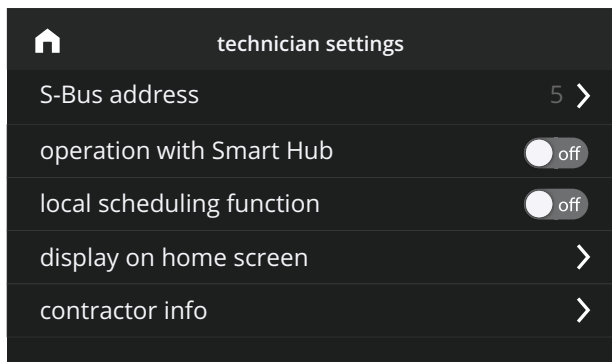 technician settings
S-Bus address 5
operation with Smart Hub off
local scheduling function off
display on home screen
contractor info